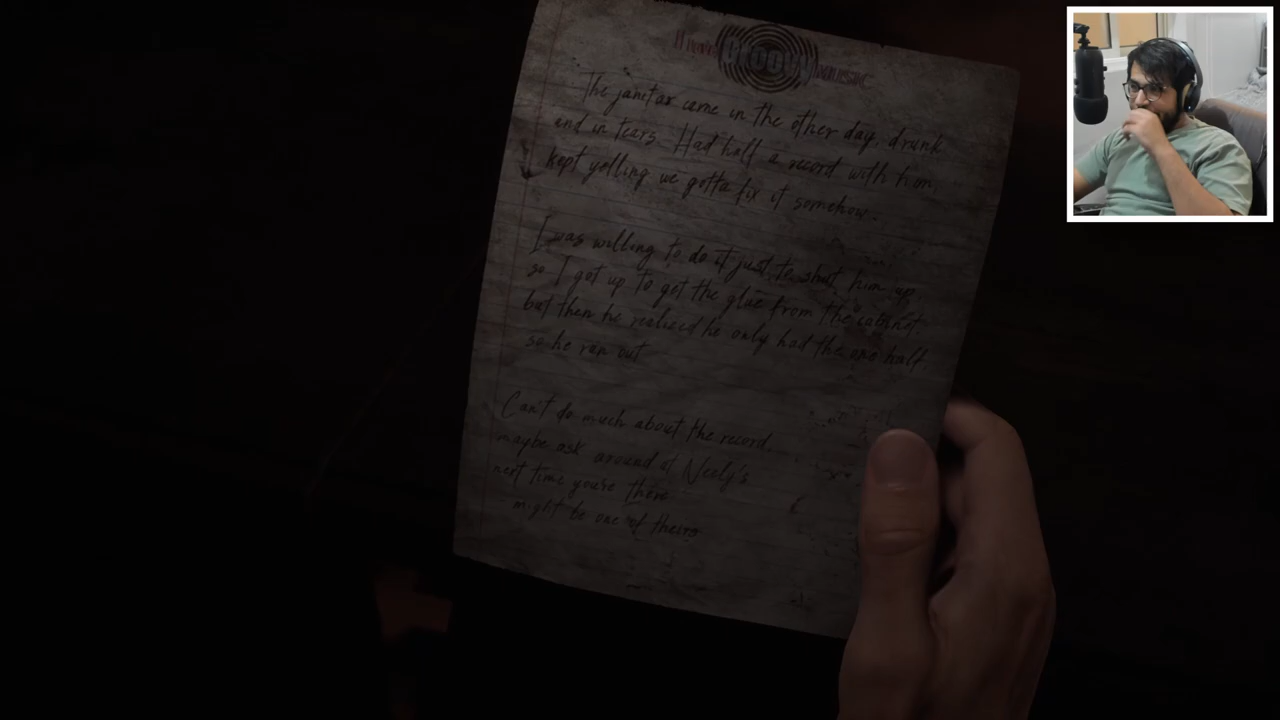 Groovy Music
The janitor came in the other day, drunk
and in tears. Had half a record with him,
kept yelling we gotta fix it somehow.
I was willing to do it just to shut him up,
so I got up to get the glue from the cabinet
but then he realized he only had the one half.
so he ran out
Can't do much about the record,
maybe ask around at Neely's
next time you're there
might be one of theirs